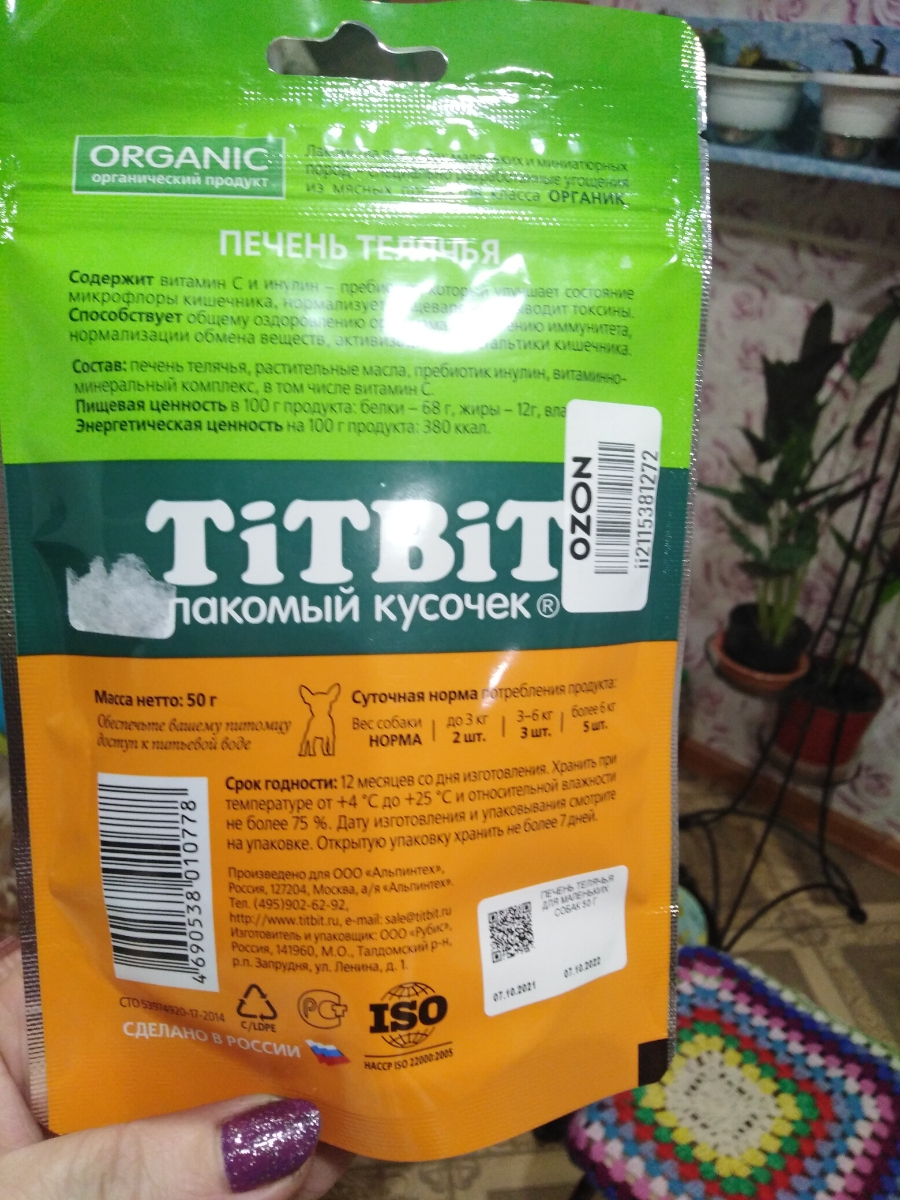 ORGANIC
органический продукт
маленьких и миниатюрных
угощения
из мясных класса ОРГАНИК.
ПЕЧЕНЬ ТЕЛЯЧЬЯ
Содержит витамин С и инулин – который улучшает состояние
микрофлоры кишечника, токсины.
Способствует общему оздоровлению иммунитета,
нормализации обмена веществ, кишечника.
Состав: печень телячья, растительные масла, пребиотик инулин, витаминно-
минеральный комплекс, в том числе витамин С.
Пищевая ценность в 100 г продукта: белки – 68 г, жиры – 12г,
Энергетическая ценность на 100 г продукта: 380 ккал.
OZON
ii2115381272
TiTBiT
лакомый кусочек®
Масса нетто: 50 г
Обеспечьте вашему питомцу
доступ к питьевой воде
Суточная норма потребления продукта:
Вес собаки | до 3 кг | 3–6 кг | более 6 кг
НОРМА 2 шт. 3 шт. 5 шт.
Срок годности: 12 месяцев со дня изготовления. Хранить при
температуре от +4 °C до +25 °C и относительной влажности
не более 75 %. Дату изготовления и упаковывания смотрите
на упаковке. Открытую упаковку хранить не более 7 дней.
4 690538 010778
Произведено для ООО «Альпинтех».
Россия, 127204, Москва, а/я «Альпинтех».
Тел. (495)902-62-92,
http://www.titbit.ru, e-mail: sale@titbit.ru
Изготовитель и упаковщик: ООО «Рубис».
Россия, 141960, М.О., Талдомский р-н,
р.п. Запрудня, ул. Ленина, д. 1.
ПЕЧЕНЬ ТЕЛЯЧЬЯ
ДЛЯ МАЛЕНЬКИХ
СОБАК 50 Г
07.10.2021 07.10.2022
СТО 53974920-17-2014
C/LDPE
РС
ISO
HACCP ISO 22000:2005
СДЕЛАНО В РОССИИ